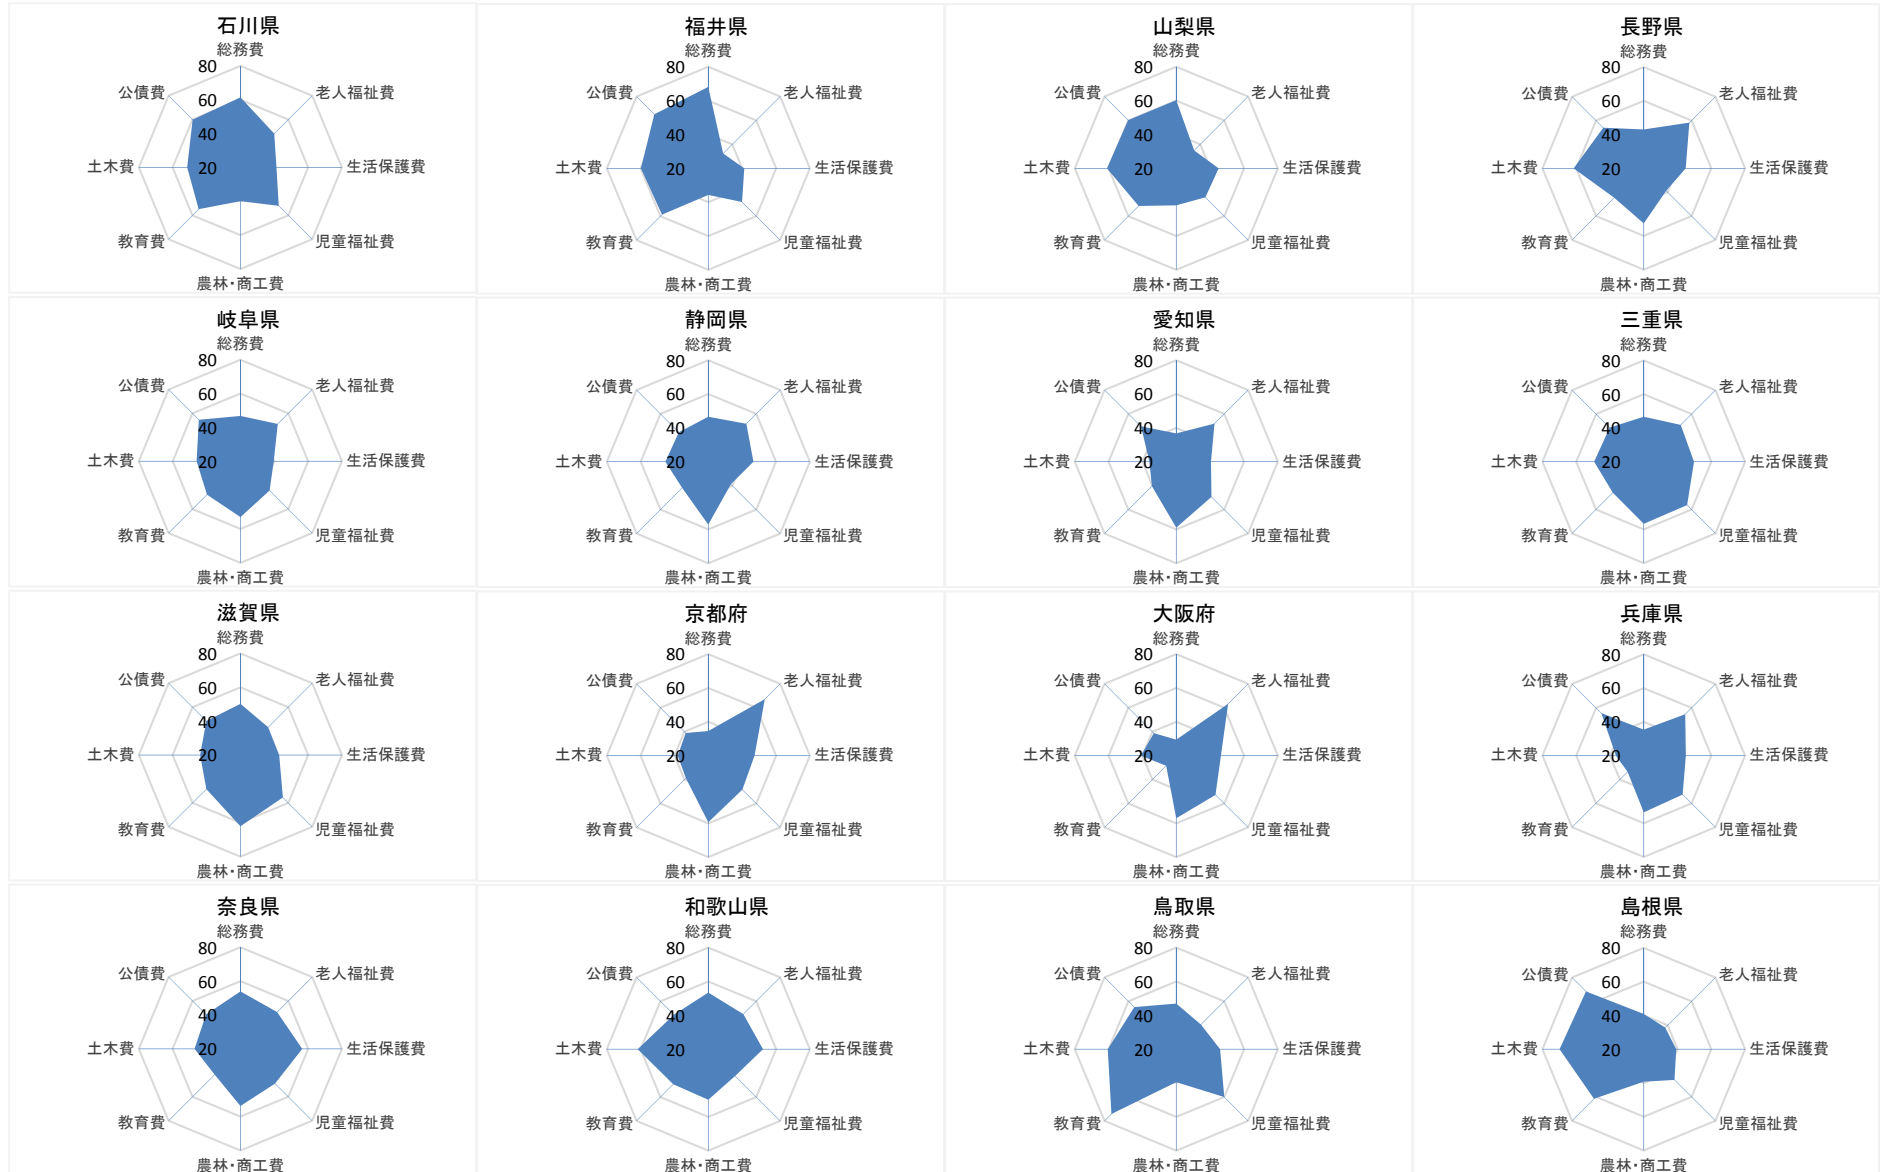 石川県
総務費
80
公債費
老人福祉費
60
40
土木費
20
生活保護費
教育費
児童福祉費
農林・商工費
福井県
総務費
80
公債費
老人福祉費
60
40
土木費
20
生活保護費
教育費
児童福祉費
農林・商工費
山梨県
総務費
80
公債費
老人福祉費
60
40
土木費
20
生活保護費
教育費
児童福祉費
農林・商工費
長野県
総務費
80
公債費
老人福祉費
60
40
土木費
20
生活保護費
教育費
児童福祉費
農林・商工費
岐阜県
総務費
80
公債費
老人福祉費
60
40
土木費
20
生活保護費
教育費
児童福祉費
農林・商工費
静岡県
総務費
80
公債費
老人福祉費
60
40
土木費
20
生活保護費
教育費
児童福祉費
農林・商工費
愛知県
総務費
80
公債費
老人福祉費
60
40
土木費
20
生活保護費
教育費
児童福祉費
農林・商工費
三重県
総務費
80
公債費
老人福祉費
60
40
土木費
20
生活保護費
教育費
児童福祉費
農林・商工費
滋賀県
総務費
80
公債費
老人福祉費
60
40
土木費
20
生活保護費
教育費
児童福祉費
農林・商工費
京都府
総務費
80
公債費
老人福祉費
60
40
土木費
20
生活保護費
教育費
児童福祉費
農林・商工費
大阪府
総務費
80
公債費
老人福祉費
60
40
土木費
20
生活保護費
教育費
児童福祉費
農林・商工費
兵庫県
総務費
80
公債費
老人福祉費
60
40
土木費
20
生活保護費
教育費
児童福祉費
農林・商工費
奈良県
総務費
80
公債費
老人福祉費
60
40
土木費
20
生活保護費
教育費
児童福祉費
農林・商工費
和歌山県
総務費
80
公債費
老人福祉費
60
40
土木費
20
生活保護費
教育費
児童福祉費
農林・商工費
鳥取県
総務費
80
公債費
老人福祉費
60
40
土木費
20
生活保護費
教育費
児童福祉費
農林・商工費
島根県
総務費
80
公債費
老人福祉費
60
40
土木費
20
生活保護費
教育費
児童福祉費
農林・商工費